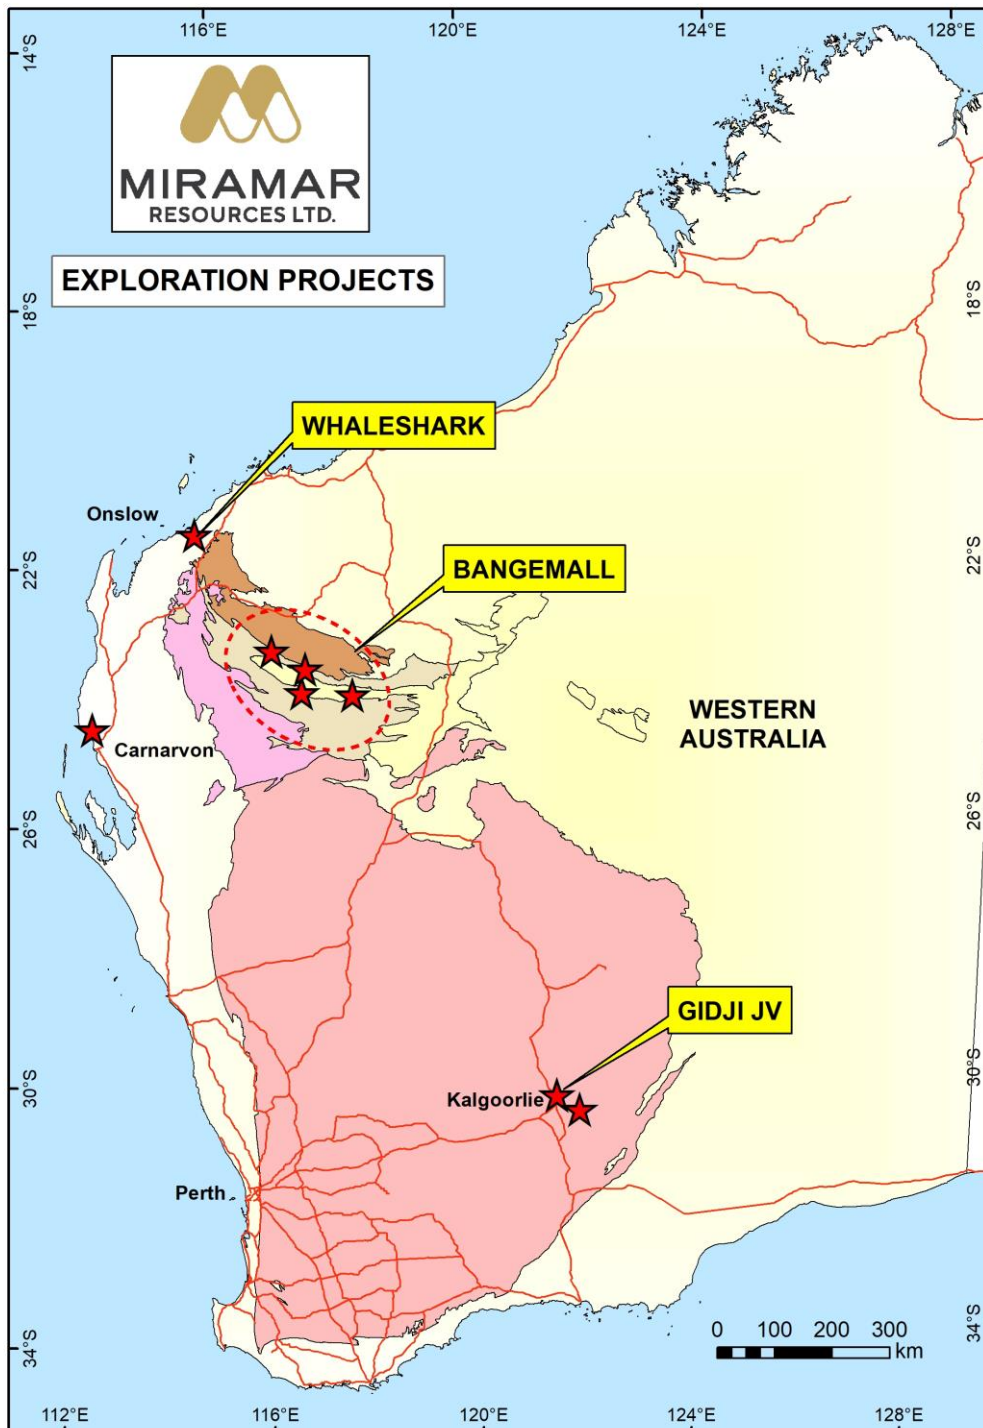 116°E
120°E
124°E
128°E
14°S
MIRAMAR
RESOURCES LTD.
EXPLORATION PROJECTS
18°S
18°S
WHALESHARK
Onslow
22°S
22°S
BANGEMALL
WESTERN
AUSTRALIA
Carnarvon
26°S
26°S
GIDJI JV
30°S
30°S
Kalgoorlie
Perth
34°S
34°S
0 100 200 300
km
112°E
116°E
120°E
124°E
128°E